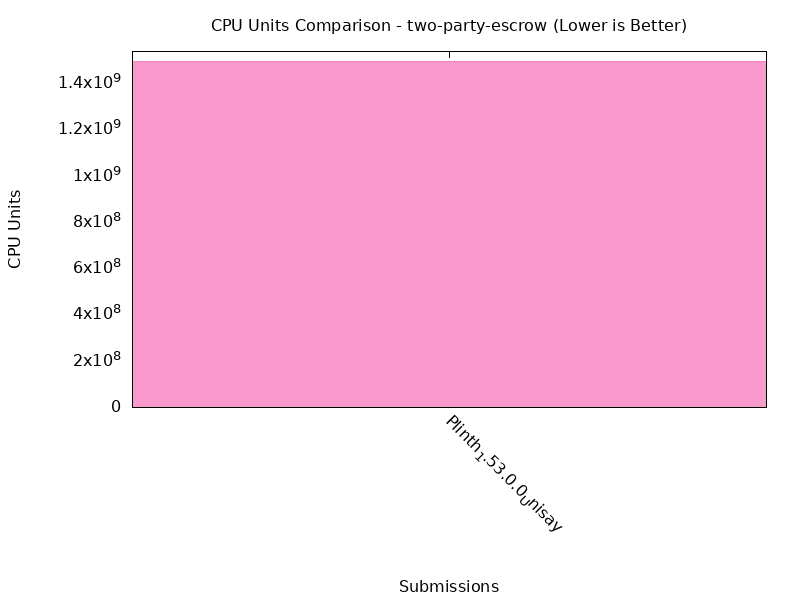 CPU Units Comparison - two-party-escrow (Lower is Better)
CPU Units
1.4x10⁹
1.2x10⁹
1x10⁹
8x10⁸
6x10⁸
4x10⁸
2x10⁸
0
Plinth₁.53.0.0ᵤnisay
Submissions